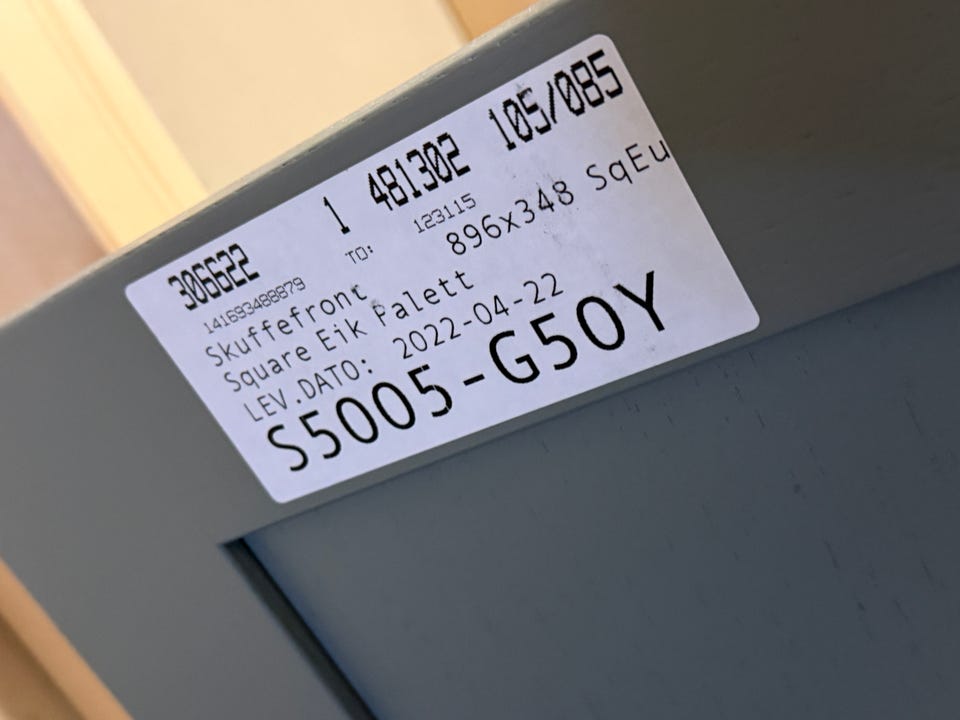 306622 1 481302 105/085
141693488879 TO: 123115
Skuffefront 896x348 SqEu
Square Eik Palett
LEV.DATO: 2022-04-22
S5005-G50Y